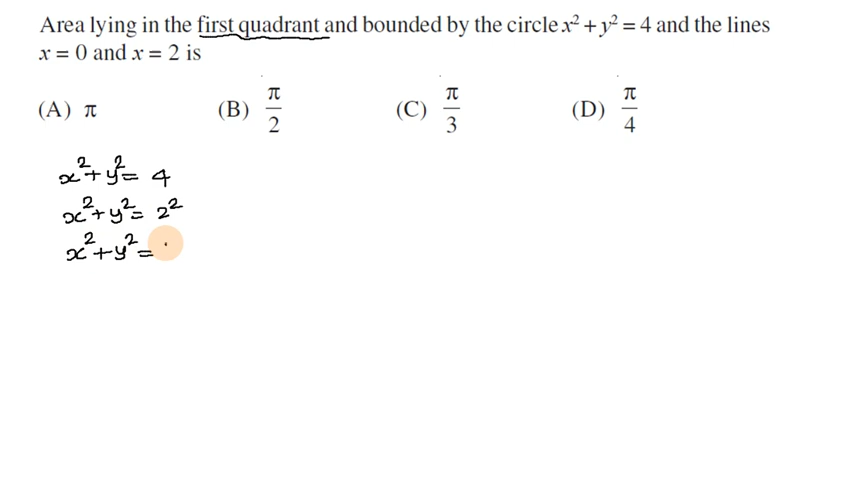 Area lying in the first quadrant and bounded by the circle x² + y² = 4 and the lines
x = 0 and x = 2 is
(A) π (B) π/2 (C) π/3 (D) π/4
x² + y² = 4
x² + y² = 2²
x² + y² =